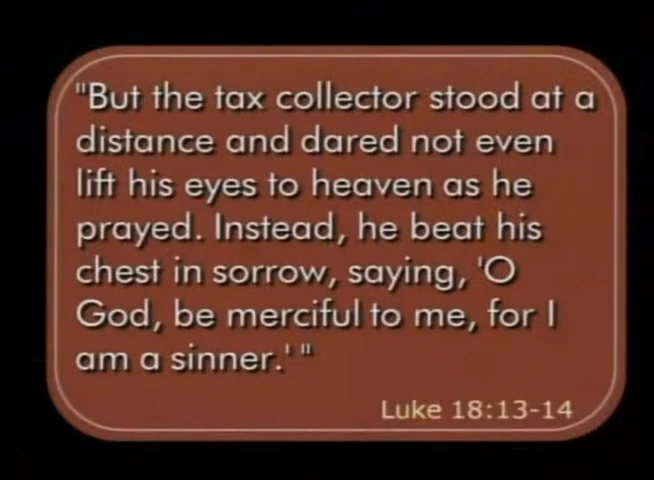 "But the tax collector stood at a
distance and dared not even
lift his eyes to heaven as he
prayed. Instead, he beat his
chest in sorrow, saying, 'O
God, be merciful to me, for I
am a sinner.' "
Luke 18:13-14